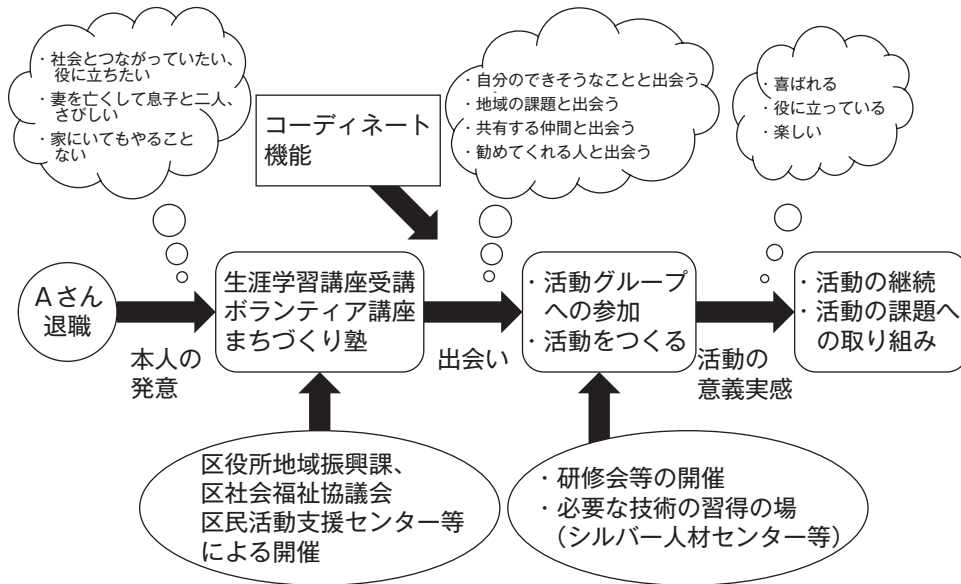 ・社会とつながっていたい、
役に立ちたい
・妻を亡くして息子と二人、
さびしい
・家にいてもやること
ない
コーディネート
機能
・自分のできそうなことと出会う
・地域の課題と出会う
・共有する仲間と出会う
・勧めてくれる人と出会う
・喜ばれる
・役に立っている
・楽しい
Aさん
退職
本人の
発意
生涯学習講座受講
ボランティア講座
まちづくり塾
出会い
・活動グループ
への参加
・活動をつくる
活動の
意義実感
・活動の継続
・活動の課題へ
の取り組み
区役所地域振興課、
区社会福祉協議会
区民活動支援センター等
による開催
・研修会等の開催
・必要な技術の習得の場
（シルバー人材センター等）